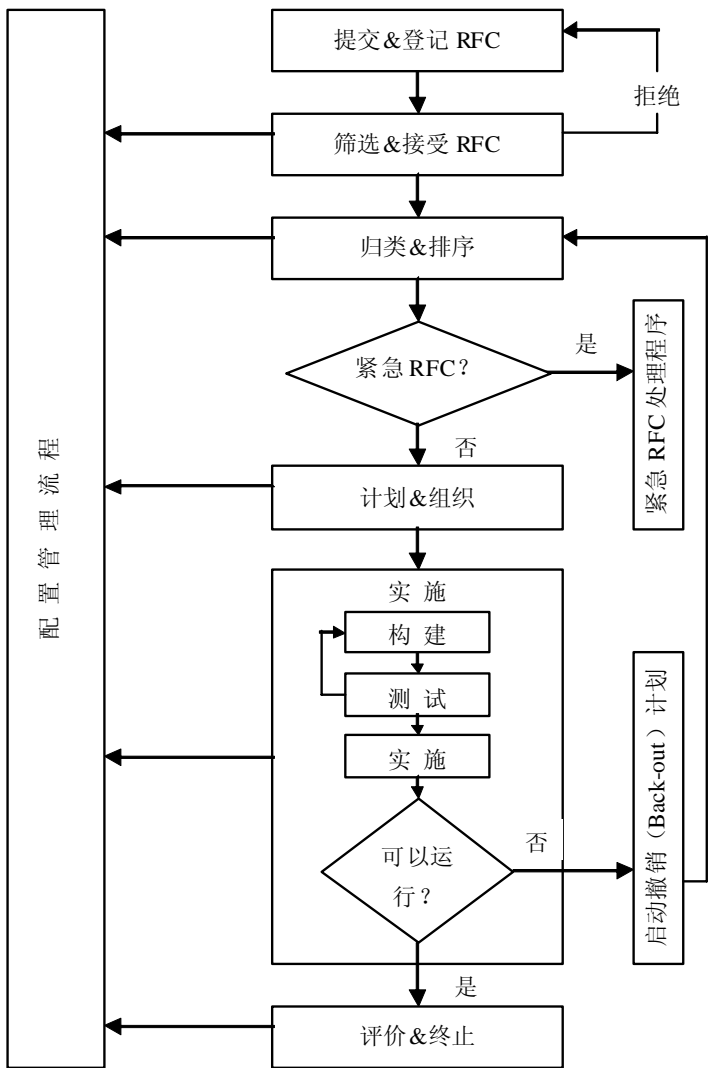 提交&登记 RFC
拒绝
筛选&接受 RFC
归类&排序
紧急 RFC?
是
紧急 RFC 处理程序
否
计划&组织
配置管理流程
实 施
构 建
测 试
实 施
可以运
行?
否
启动撤销（Back-out）计划
是
评价&终止